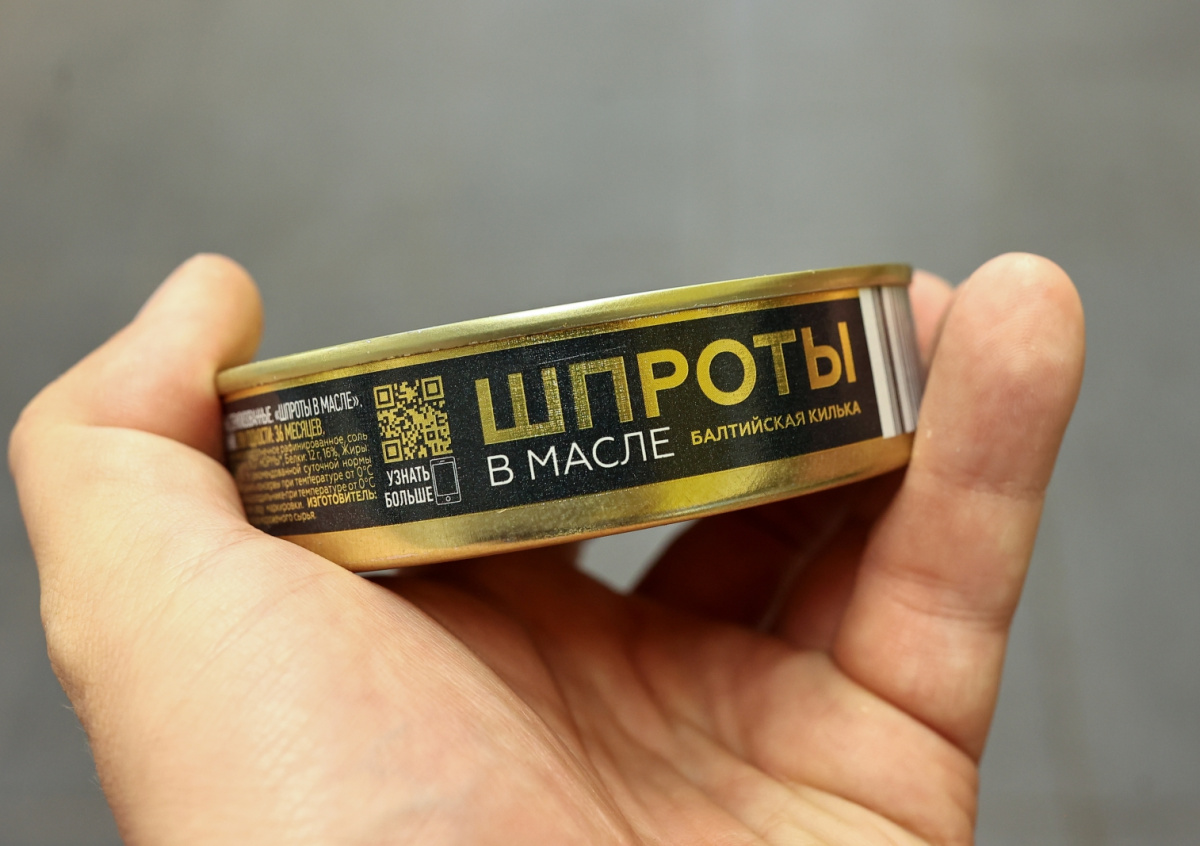 «ШПРОТЫ В МАСЛЕ».
36 МЕСЯЦЕВ.
рафинированное, соль
Белки: 12 г, 16%, Жиры:
суточной нормы
при температуре от 0°C
при температуре от 0°C
маркировки. ИЗГОТОВИТЕЛЬ:
сырья.
УЗНАТЬ
БОЛЬШЕ
ШПРОТЫ
В МАСЛЕ
БАЛТИЙСКАЯ КИЛЬКА